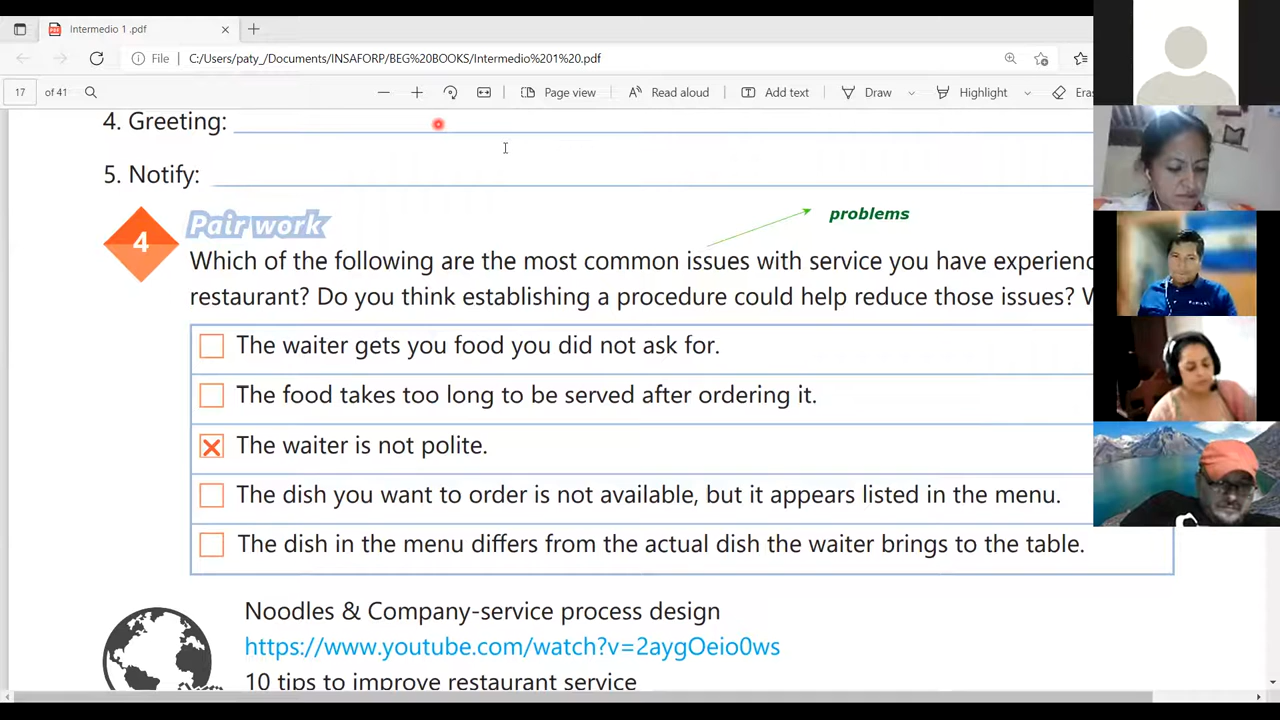 Intermedio 1 .pdf
File C:/Users/paty_/Documents/INSAFORP/BEG%20BOOKS/Intermedio%201%20.pdf
17 of 41 Page view Read aloud Add text Draw Highlight
4. Greeting:
5. Notify:
4 Pair work
problems
Which of the following are the most common issues with service you have
restaurant? Do you think establishing a procedure could help reduce those issues?
The waiter gets you food you did not ask for.
The food takes too long to be served after ordering it.
The waiter is not polite.
The dish you want to order is not available, but it appears listed in the menu.
The dish in the menu differs from the actual dish the waiter brings to the table.
Noodles & Company-service process design
https://www.youtube.com/watch?v=2aygOeio0ws
10 tips to improve restaurant service